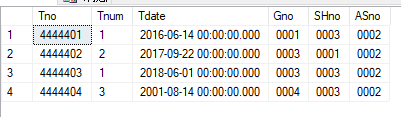 Tno Tnum Tdate Gno SHno ASno
1 4444401 1 2016-06-14 00:00:00.000 0001 0003 0002
2 4444402 2 2017-09-22 00:00:00.000 0003 0001 0002
3 4444403 1 2018-06-01 00:00:00.000 0003 0003 0002
4 4444404 3 2001-08-14 00:00:00.000 0004 0003 0002